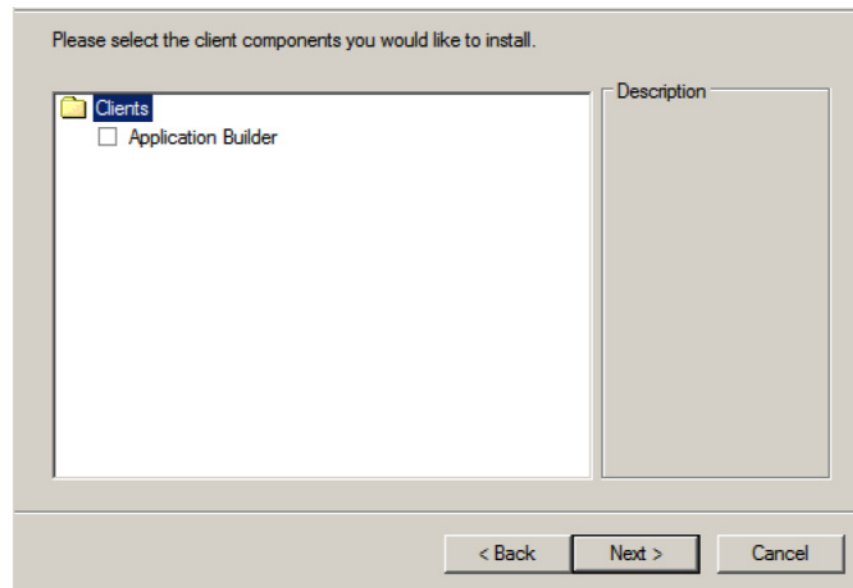 Please select the client components you would like to install.
Description
Clients
Application Builder
< Back
Next >
Cancel